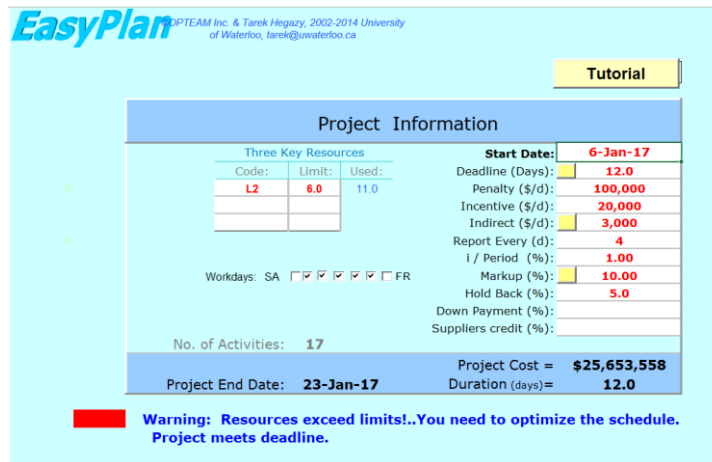 EasyPlan
OPTEAM Inc. & Tarek Hegazy, 2002-2014 University
of Waterloo, tarek@uwaterloo.ca
Tutorial
Project Information
Three Key Resources
Code: Limit: Used:
L2 6.0 11.0
Start Date: 6-Jan-17
Deadline (Days): 12.0
Penalty ($/d): 100,000
Incentive ($/d): 20,000
Indirect ($/d): 3,000
Report Every (d): 4
i / Period (%): 1.00
Workdays: SA FR
Markup (%): 10.00
Hold Back (%): 5.0
Down Payment (%):
Suppliers credit (%):
No. of Activities: 17
Project Cost = $25,653,558
Project End Date: 23-Jan-17
Duration (days)= 12.0
Warning: Resources exceed limits!..You need to optimize the schedule.
Project meets deadline.